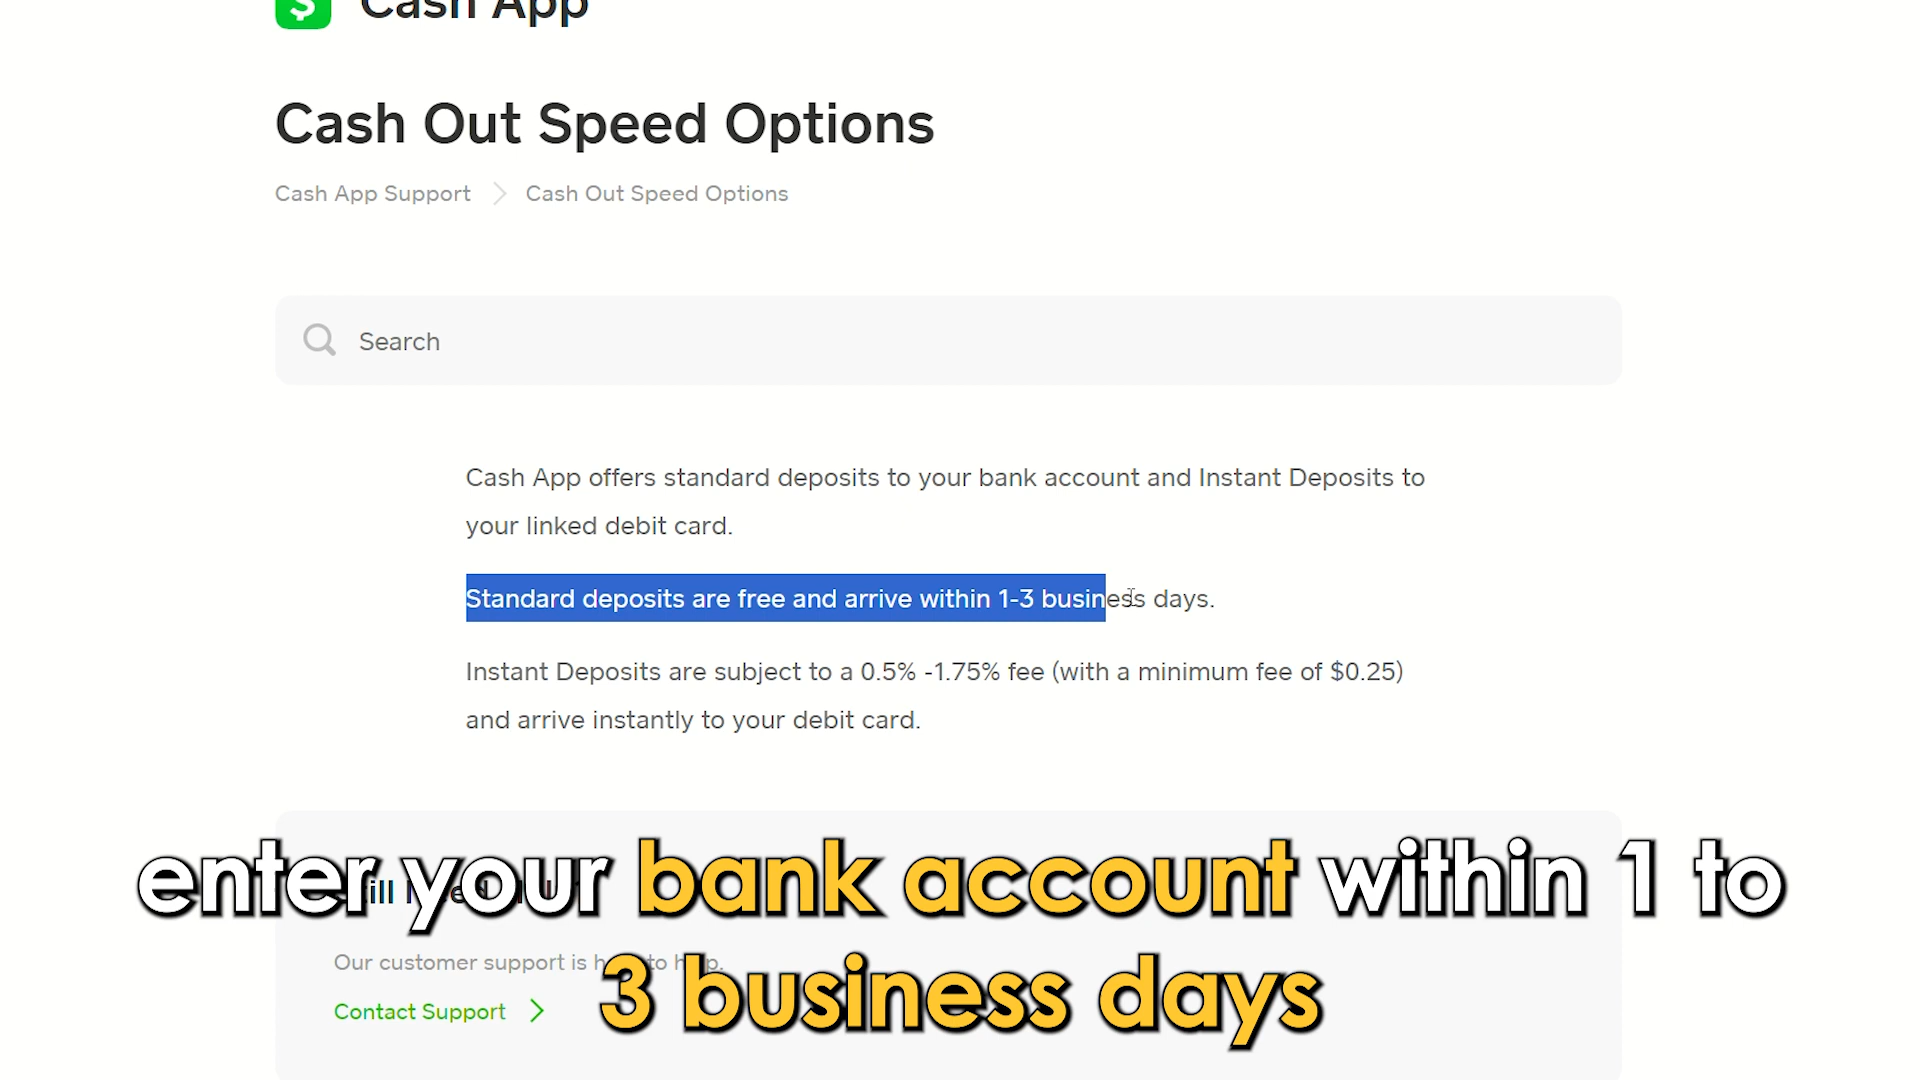 Cash App
Cash Out Speed Options
Cash App Support
Cash Out Speed Options
Search
Cash App offers standard deposits to your bank account and Instant Deposits to
your linked debit card.
Standard deposits are free and arrive within 1-3 business days.
Instant Deposits are subject to a 0.5% -1.75% fee (with a minimum fee of $0.25)
and arrive instantly to your debit card.
enter your bank account within 1 to
3 business days
Our customer support is to
Contact Support